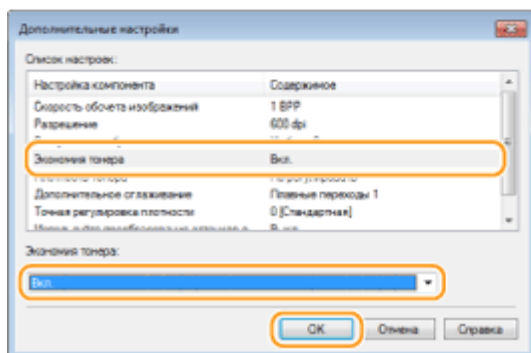 Дополнительные настройки
Список настроек:
Настройка компонента Содержимое
Скорость обсчета изображений 1 BPP
Разрешение 600 dpi
Экономия тонера Вкл.
Дополнительное сглаживание Плавные переходы 1
Точная регулировка плотности 0 [Стандартная]
Экономия тонера:
Вкл.
OK Отмена Справка